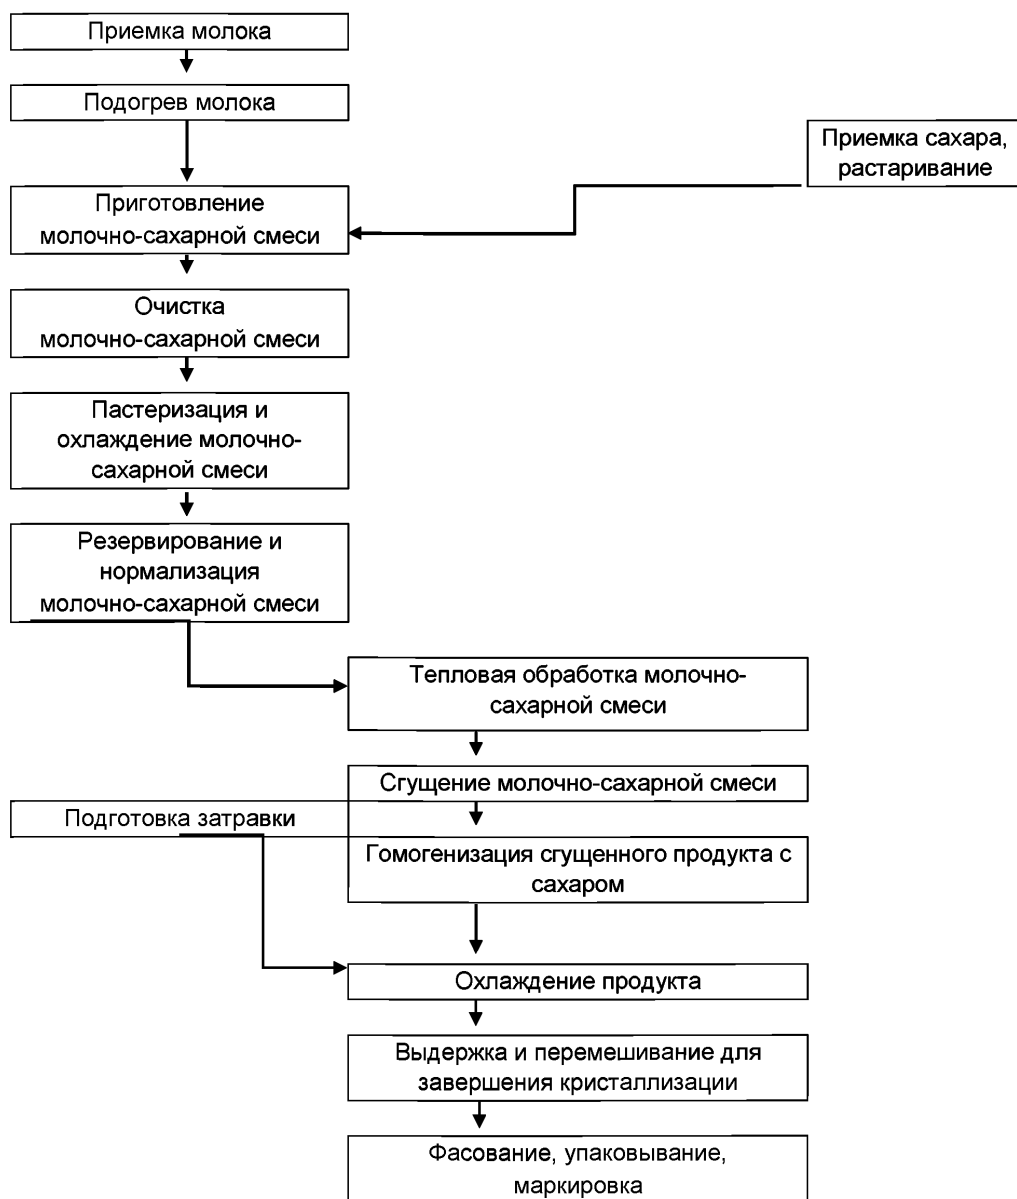 Приемка молока
Подогрев молока
Приемка сахара,
растаривание
Приготовление
молочно-сахарной смеси
Очистка
молочно-сахарной смеси
Пастеризация и
охлаждение молочно-
сахарной смеси
Резервирование и
нормализация
молочно-сахарной смеси
Тепловая обработка молочно-
сахарной смеси
Сгущение молочно-сахарной смеси
Подготовка затравки
Гомогенизация сгущенного продукта с
сахаром
Охлаждение продукта
Выдержка и перемешивание для
завершения кристаллизации
Фасование, упаковывание,
маркировка